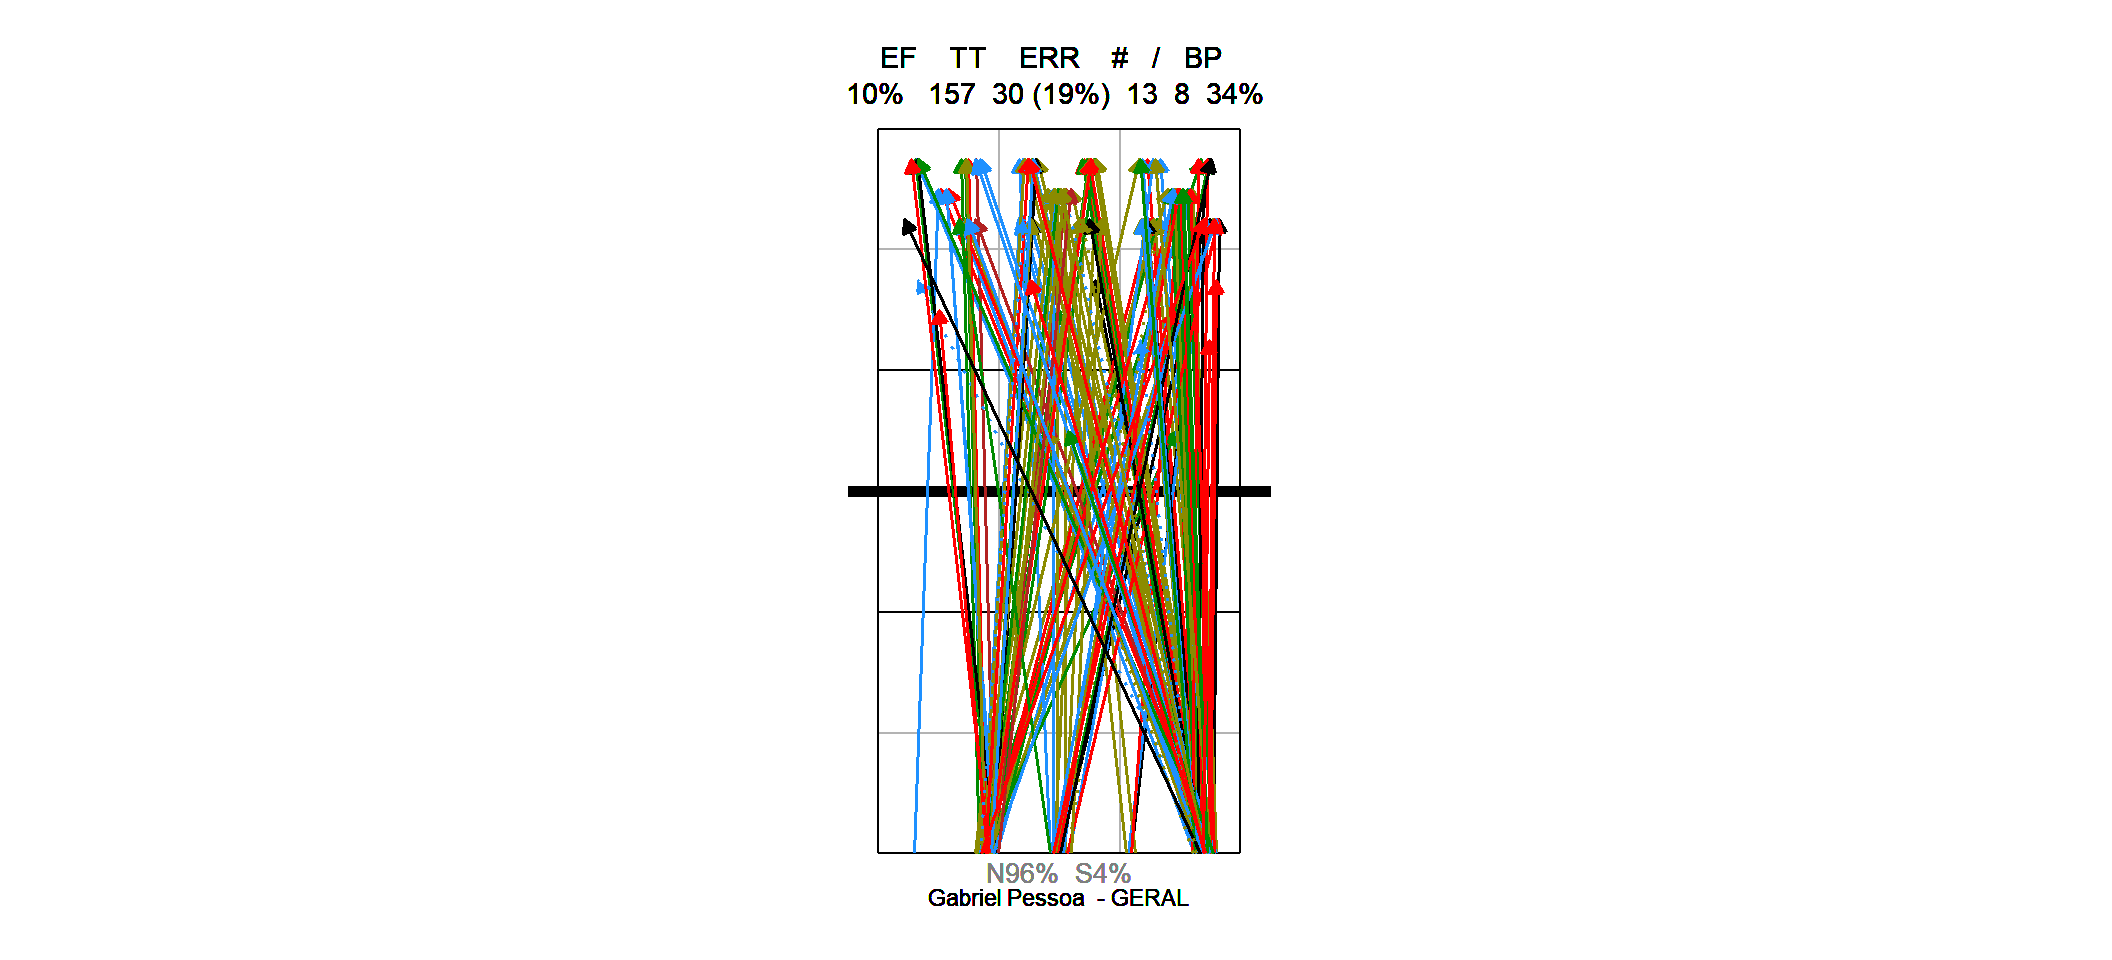 EF TT ERR # / BP
10% 157 30 (19%) 13 8 34%
N96% S4%
Gabriel Pessoa - GERAL